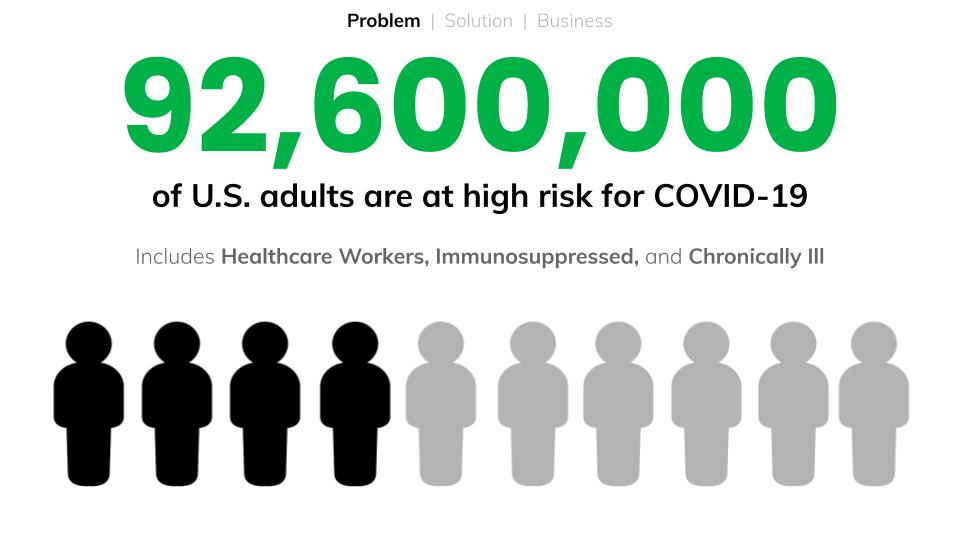 Problem | Solution | Business
92,600,000
of U.S. adults are at high risk for COVID-19
Includes Healthcare Workers, Immunosuppressed, and Chronically Ill